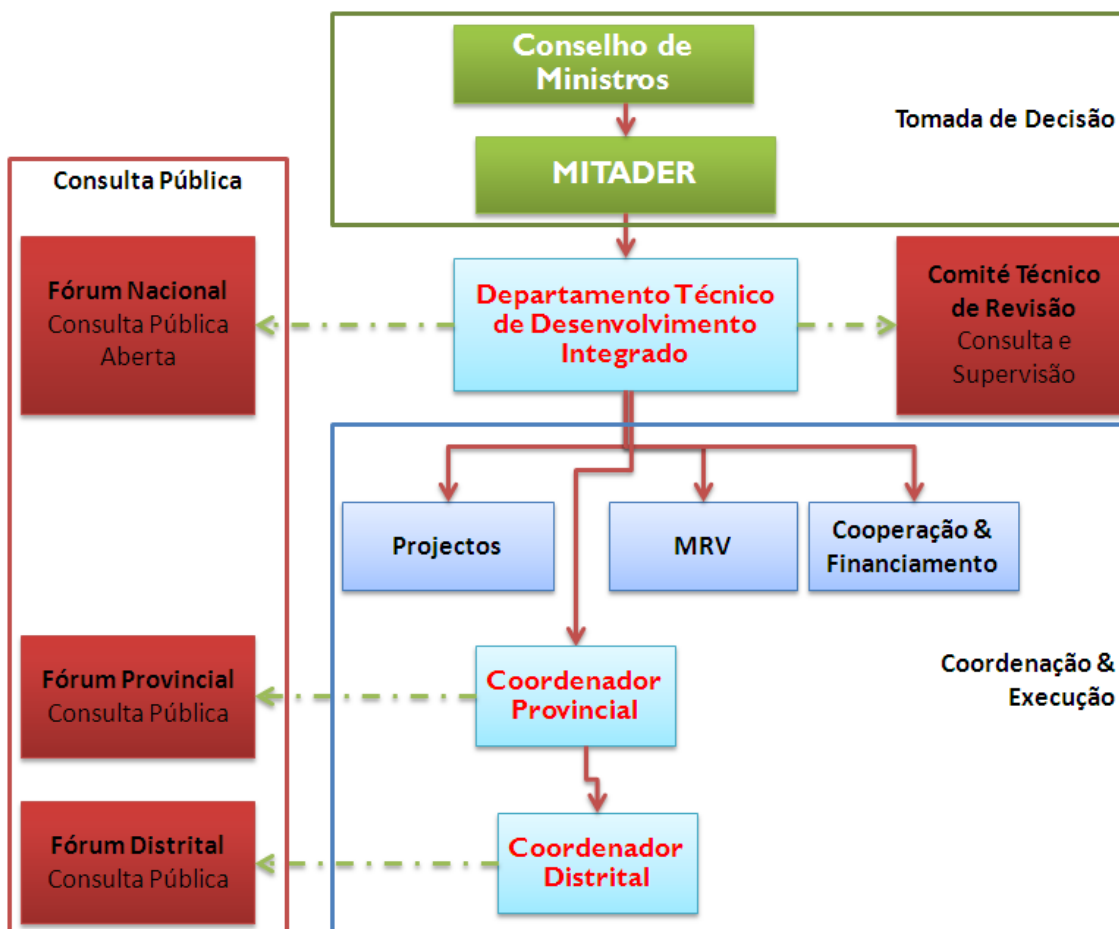 Conselho de
Ministros
Tomada de Decisão
MITADER
Consulta Pública
Fórum Nacional
Consulta Pública
Aberta
Departamento Técnico
de Desenvolvimento
Integrado
Comité Técnico
de Revisão
Consulta e
Supervisão
Projectos
MRV
Cooperação &
Financiamento
Fórum Provincial
Consulta Pública
Coordenador
Provincial
Coordenação &
Execução
Fórum Distrital
Consulta Pública
Coordenador
Distrital